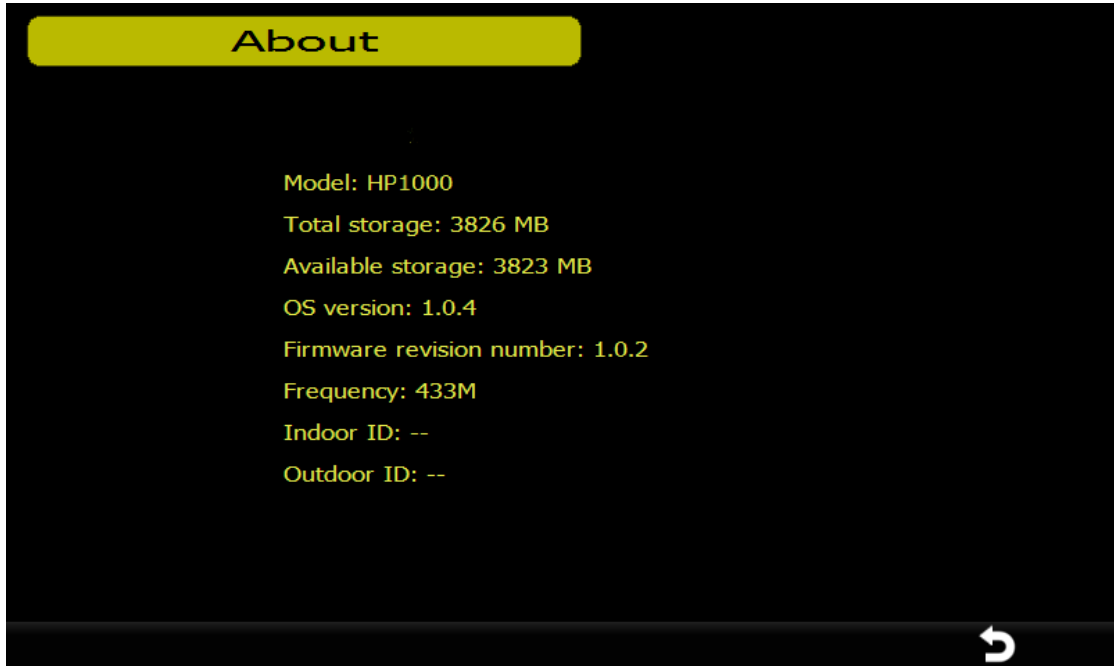 About
Model: HP1000
Total storage: 3826 MB
Available storage: 3823 MB
OS version: 1.0.4
Firmware revision number: 1.0.2
Frequency: 433M
Indoor ID: --
Outdoor ID: --